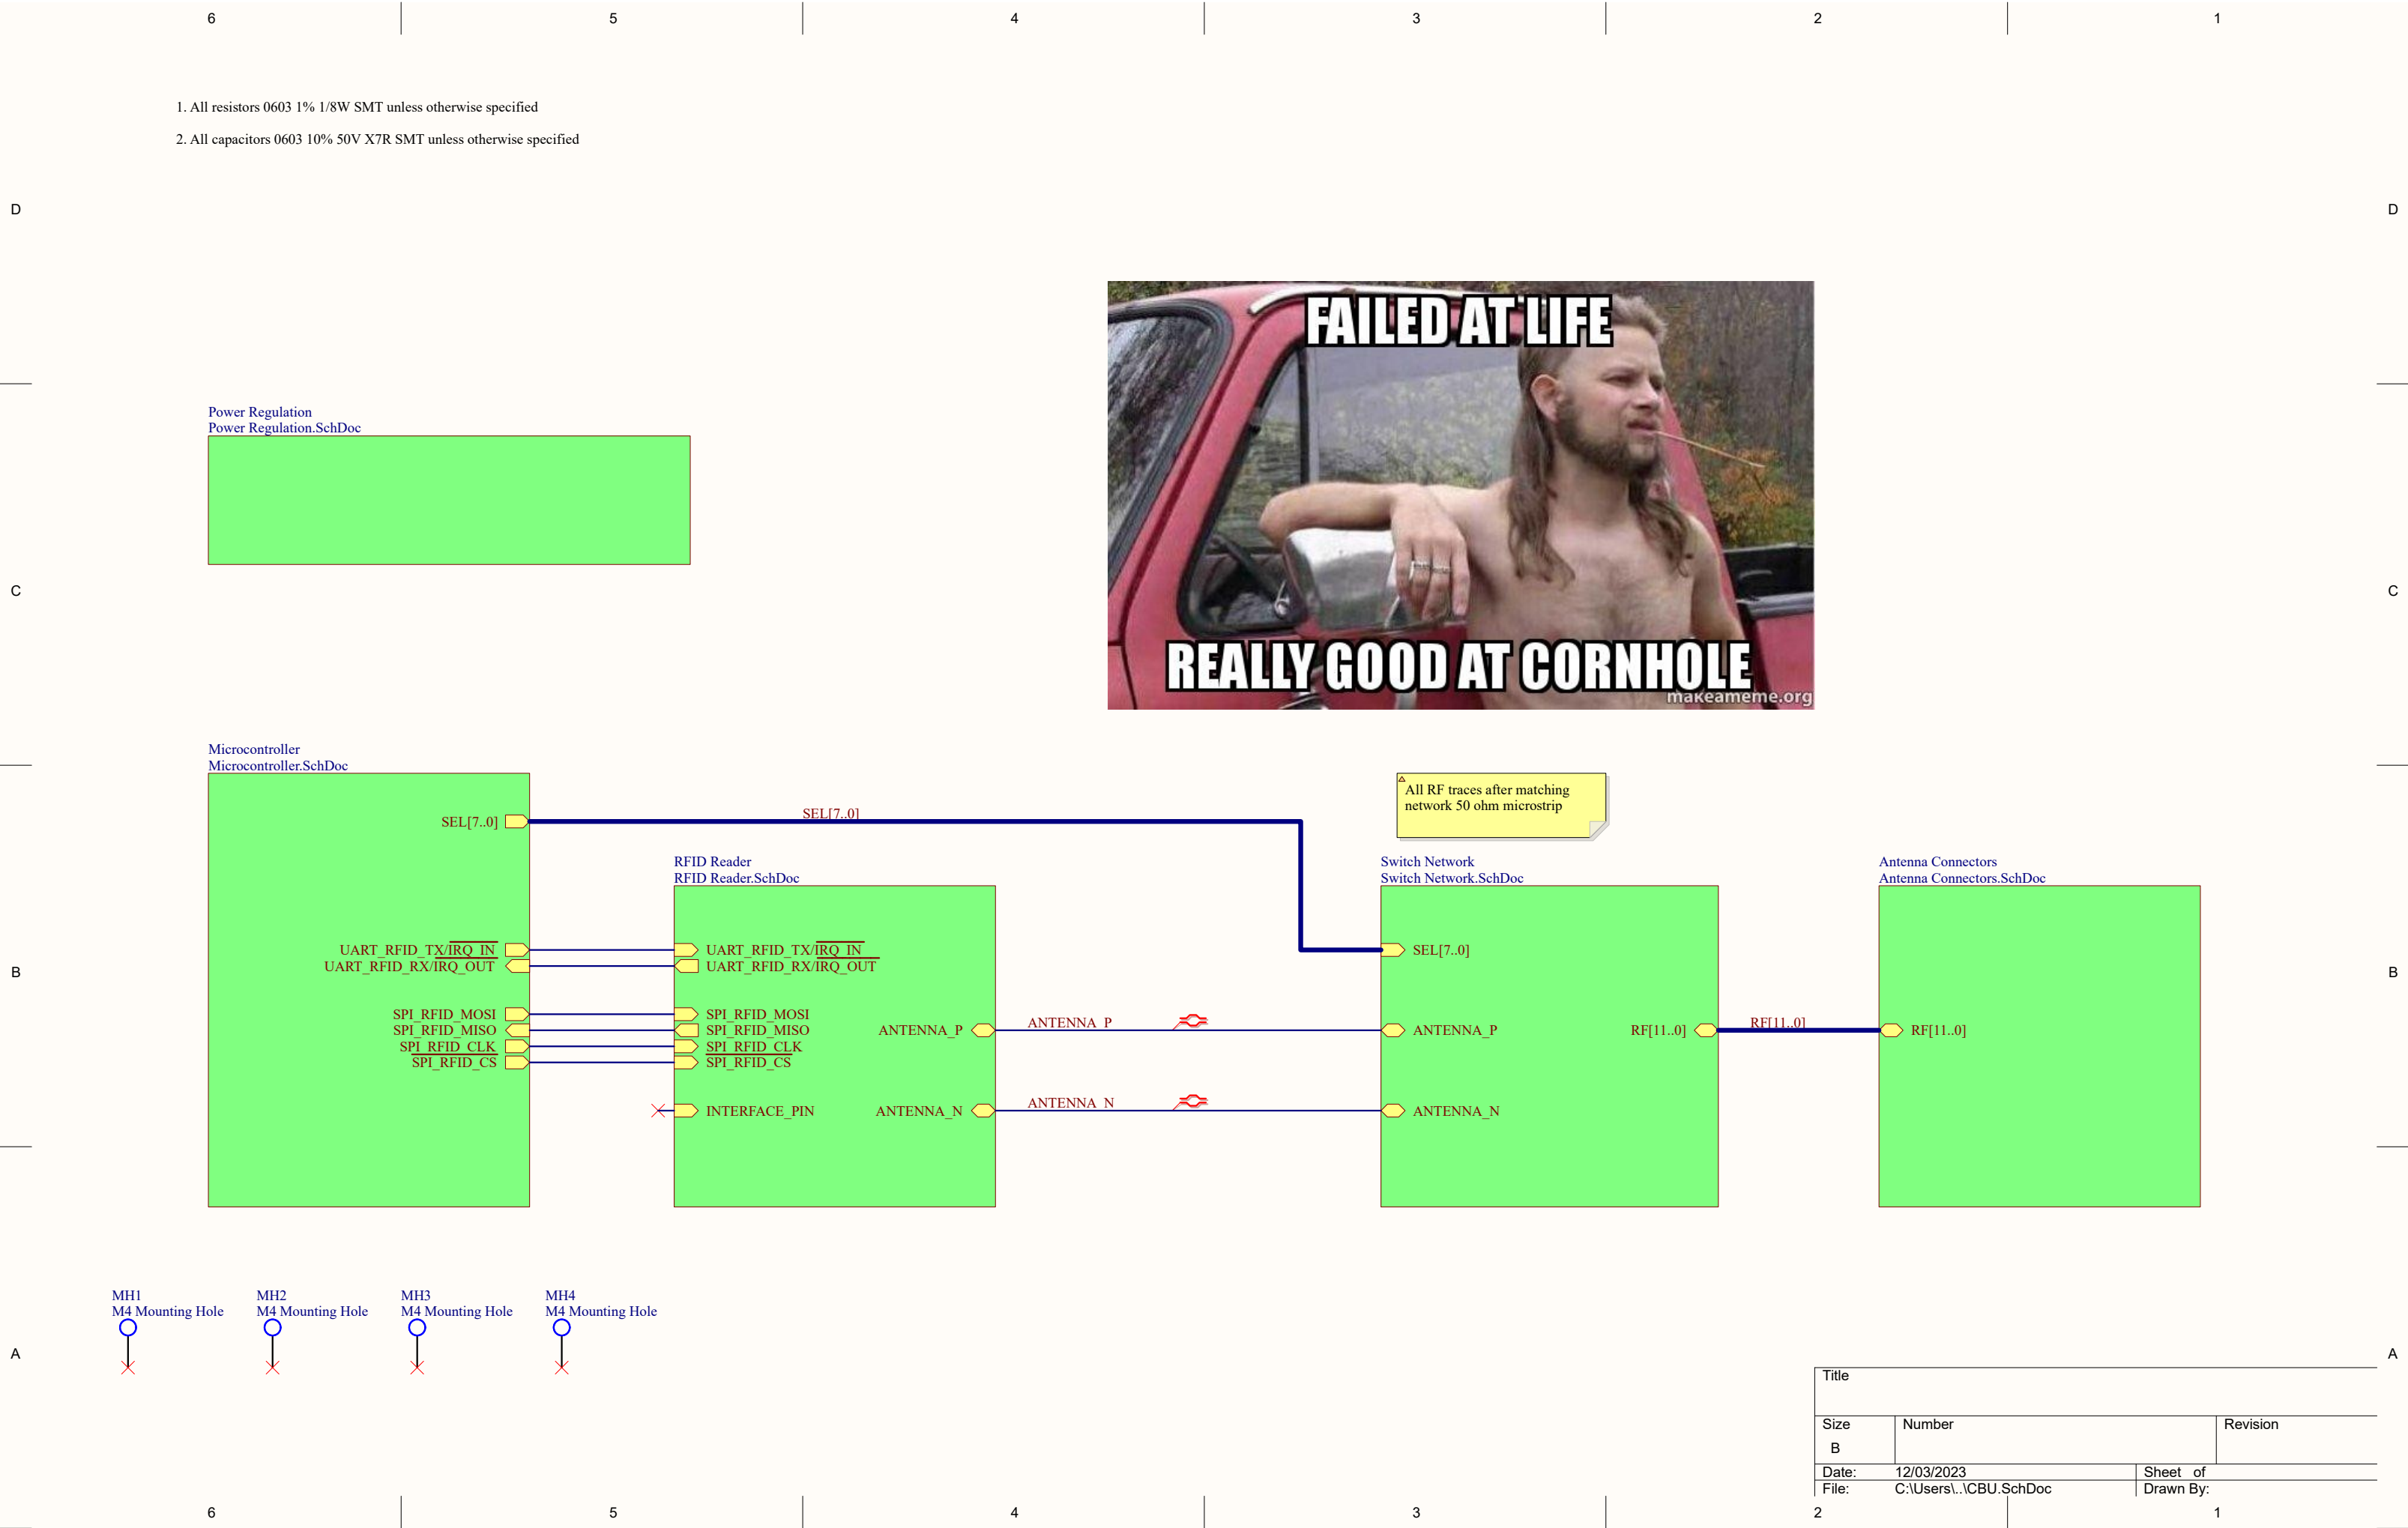 6 5 4 3 2 1
1. All resistors 0603 1% 1/8W SMT unless otherwise specified
2. All capacitors 0603 10% 50V X7R SMT unless otherwise specified
D D
FAILED AT LIFE
REALLY GOOD AT CORNHOLE
makeameme.org
Power Regulation
Power Regulation.SchDoc
C C
Microcontroller
Microcontroller.SchDoc
SEL[7..0]
UART_RFID_TX/IRQ_IN
UART_RFID_RX/IRQ_OUT
SPI_RFID_MOSI
SPI_RFID_MISO
SPI_RFID_CLK
SPI_RFID_CS
SEL[7..0]
RFID Reader
RFID Reader.SchDoc
UART_RFID_TX/IRQ_IN
UART_RFID_RX/IRQ_OUT
SPI_RFID_MOSI
SPI_RFID_MISO
SPI_RFID_CLK
SPI_RFID_CS
INTERFACE_PIN
ANTENNA_P
ANTENNA_N
ANTENNA_P
ANTENNA_N
All RF traces after matching
network 50 ohm microstrip
Switch Network
Switch Network.SchDoc
SEL[7..0]
ANTENNA_P
ANTENNA_N
RF[11..0]
RF[11..0]
Antenna Connectors
Antenna Connectors.SchDoc
RF[11..0]
B B
MH1
M4 Mounting Hole
MH2
M4 Mounting Hole
MH3
M4 Mounting Hole
MH4
M4 Mounting Hole
A A
Title
Size Number Revision
B
Date: 12/03/2023 Sheet of
File: C:\Users\..\CBU.SchDoc Drawn By:
6 5 4 3 2 1